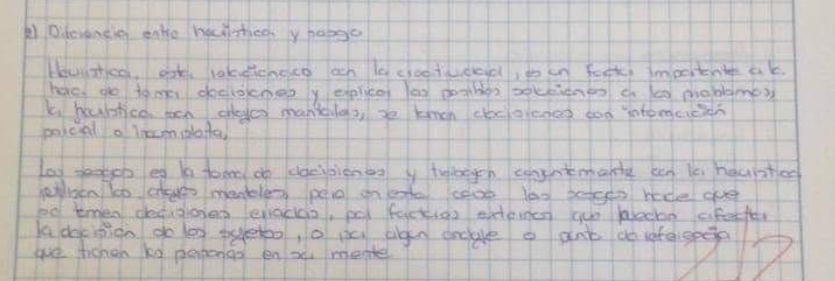 e) Diferencia entre heurística y sesgo
Heurística, está relacionada con la creatividad, es un factor importante a la
hora de tomar decisiones y explicar las posibles soluciones a los problemas,
la heurística son atajos mentales, se toman decisiones con información
parcial o incompleta,
Los sesgos es la toma de decisiones y trabajan conjuntamente con la heurística
utilizan los atajos mentales, pero en este caso los sesgos hace que
se tomen decisiones erradas, por factores externos que pueden afectar
la decisión de los sujetos, o por algún anclaje o punto de referencia
que tienen las personas en su mente.